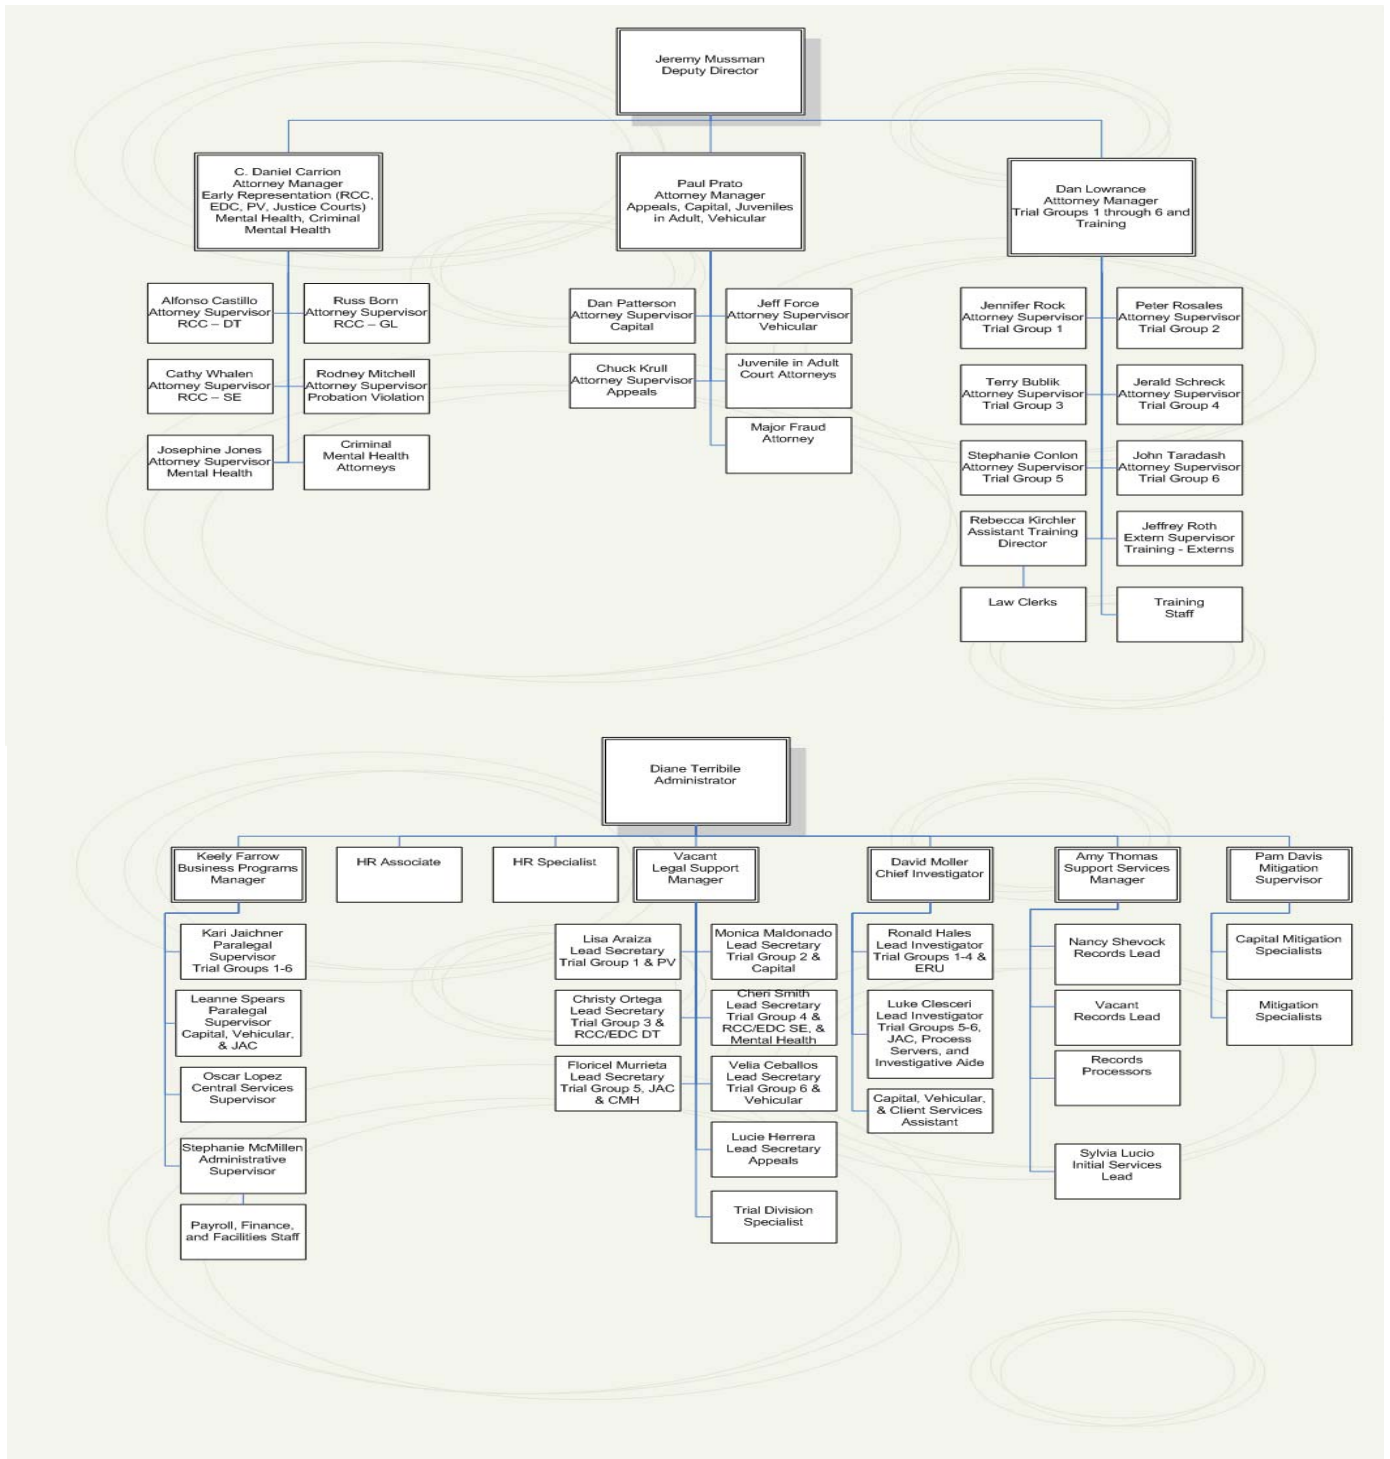 Jeremy Mussman
Deputy Director
C. Daniel Carrion
Attorney Manager
Early Representation (RCC,
EDC, PV, Justice Courts)
Mental Health, Criminal
Mental Health
Paul Prato
Attorney Manager
Appeals, Capital, Juveniles
in Adult, Vehicular
Dan Lowrance
Atttorney Manager
Trial Groups 1 through 6 and
Training
Alfonso Castillo
Attorney Supervisor
RCC – DT
Russ Born
Attorney Supervisor
RCC – GL
Cathy Whalen
Attorney Supervisor
RCC – SE
Rodney Mitchell
Attorney Supervisor
Probation Violation
Josephine Jones
Attorney Supervisor
Mental Health
Criminal
Mental Health
Attorneys
Dan Patterson
Attorney Supervisor
Capital
Jeff Force
Attorney Supervisor
Vehicular
Chuck Krull
Attorney Supervisor
Appeals
Juvenile in Adult
Court Attorneys
Major Fraud
Attorney
Jennifer Rock
Attorney Supervisor
Trial Group 1
Peter Rosales
Attorney Supervisor
Trial Group 2
Terry Bublik
Attorney Supervisor
Trial Group 3
Jerald Schreck
Attorney Supervisor
Trial Group 4
Stephanie Conlon
Attorney Supervisor
Trial Group 5
John Taradash
Attorney Supervisor
Trial Group 6
Rebecca Kirchler
Assistant Training
Director
Jeffrey Roth
Extern Supervisor
Training - Externs
Law Clerks
Training
Staff
Diane Terribile
Administrator
Keely Farrow
Business Programs
Manager
HR Associate
HR Specialist
Vacant
Legal Support
Manager
David Moller
Chief Investigator
Amy Thomas
Support Services
Manager
Pam Davis
Mitigation
Supervisor
Kari Jaichner
Paralegal
Supervisor
Trial Groups 1-6
Leanne Spears
Paralegal
Supervisor
Capital, Vehicular,
& JAC
Oscar Lopez
Central Services
Supervisor
Stephanie McMillen
Administrative
Supervisor
Payroll, Finance,
and Facilities Staff
Lisa Araiza
Lead Secretary
Trial Group 1 & PV
Monica Maldonado
Lead Secretary
Trial Group 2 &
Capital
Christy Ortega
Lead Secretary
Trial Group 3 &
RCC/EDC DT
Cheri Smith
Lead Secretary
Trial Group 4 &
RCC/EDC SE, &
Mental Health
Floricel Murrieta
Lead Secretary
Trial Group 5, JAC
& CMH
Velia Ceballos
Lead Secretary
Trial Group 6 &
Vehicular
Lucie Herrera
Lead Secretary
Appeals
Trial Division
Specialist
Ronald Hales
Lead Investigator
Trial Groups 1-4 &
ERU
Luke Clesceri
Lead Investigator
Trial Groups 5-6,
JAC, Process
Servers, and
Investigative Aide
Capital, Vehicular,
& Client Services
Assistant
Nancy Shevock
Records Lead
Vacant
Records Lead
Records
Processors
Sylvia Lucio
Initial Services
Lead
Capital Mitigation
Specialists
Mitigation
Specialists